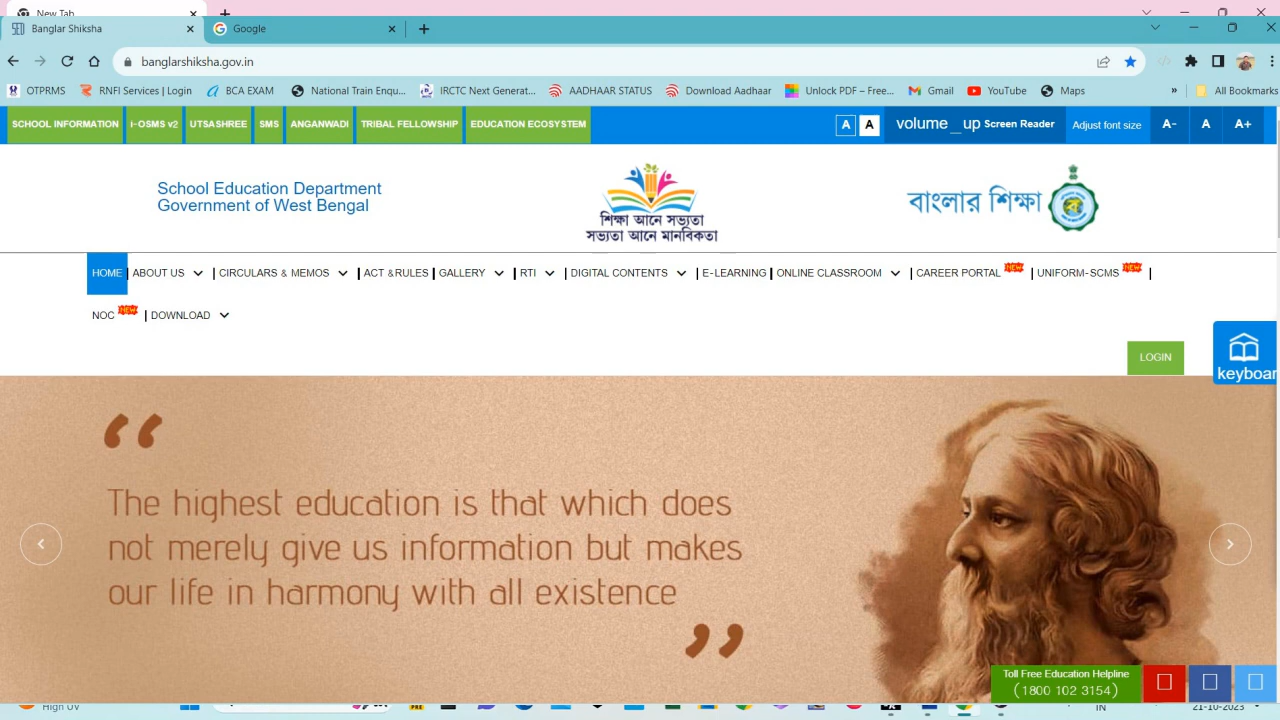 New Tab
Banglar Shiksha
Google
banglarshiksha.gov.in
OTPRMS
RNFI Services | Login
BCA EXAM
National Train Enqu...
IRCTC Next Generat...
AADHAAR STATUS
Download Aadhaar
Unlock PDF – Free...
Gmail
YouTube
Maps
»
All Bookmarks
SCHOOL INFORMATION
i-OSMS v2
UTSASHREE
SMS
ANGANWADI
TRIBAL FELLOWSHIP
EDUCATION ECOSYSTEM
A
A
volume_up Screen Reader
Adjust font size
A-
A
A+
School Education Department
Government of West Bengal
শিক্ষা আনে সভ্যতা
সভ্যতা আনে মানবিকতা
বাংলার শিক্ষা
HOME
ABOUT US
CIRCULARS & MEMOS
ACT & RULES
GALLERY
RTI
DIGITAL CONTENTS
E-LEARNING
ONLINE CLASSROOM
CAREER PORTAL NEW
UNIFORM-SCMS NEW
NOC NEW
DOWNLOAD
LOGIN
keyboar
“
The highest education is that which does
not merely give us information but makes
our life in harmony with all existence
”
Toll Free Education Helpline
(1800 102 3154)
High UV
IN
21-10-2023